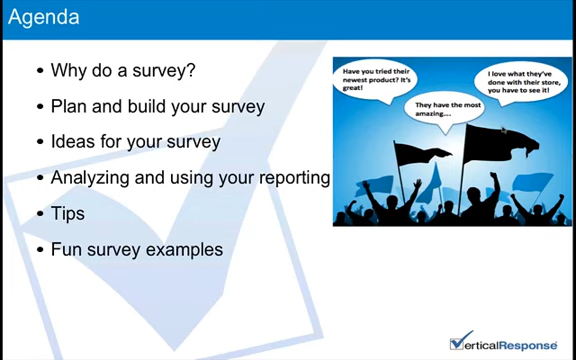 Agenda
• Why do a survey?
• Plan and build your survey
• Ideas for your survey
• Analyzing and using your reporting
• Tips
• Fun survey examples
Have you tried their
newest product? It's
great!
They have the most
amazing....
I love what they've
done with their store,
you have to see it!
VerticalResponse